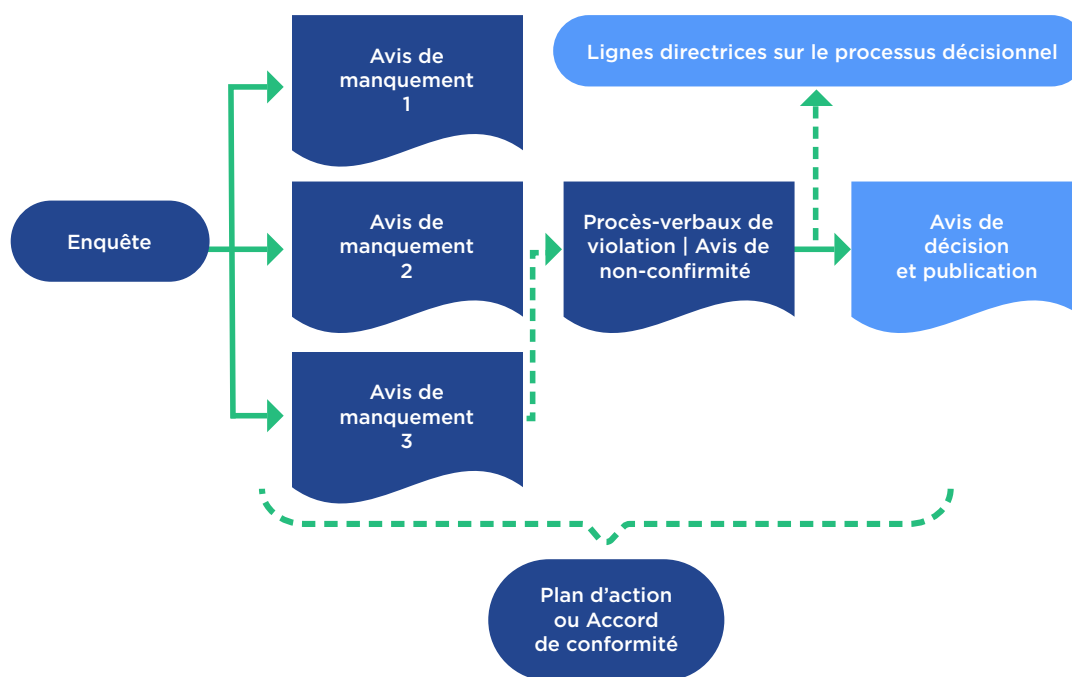 Avis de
manquement
1
Lignes directrices sur le processus décisionnel
Enquête
Avis de
manquement
2
Procès-verbaux de
violation | Avis de
non-confirmité
Avis de
décision
et publication
Avis de
manquement
3
Plan d'action
ou Accord
de conformité